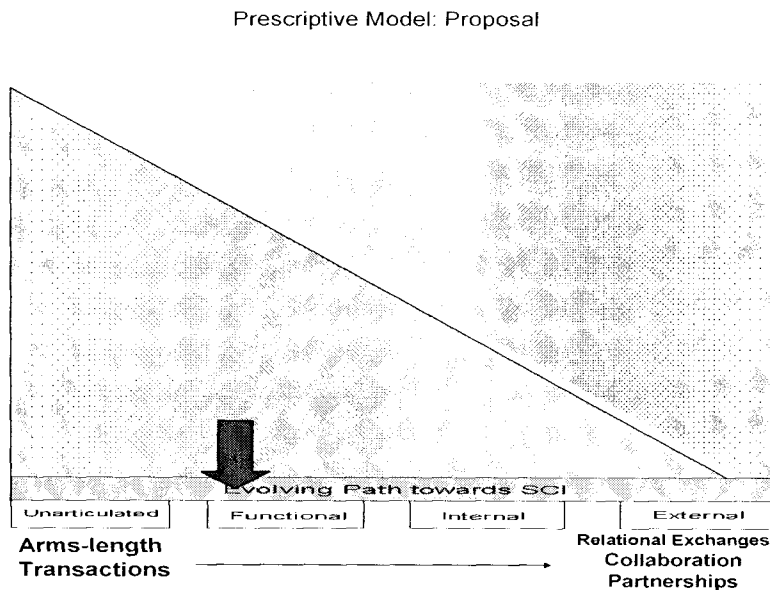 Prescriptive Model: Proposal
Evolving Path towards SCI
Unarticulated
Functional
Internal
External
Arms-length
Transactions
Relational Exchanges
Collaboration
Partnerships